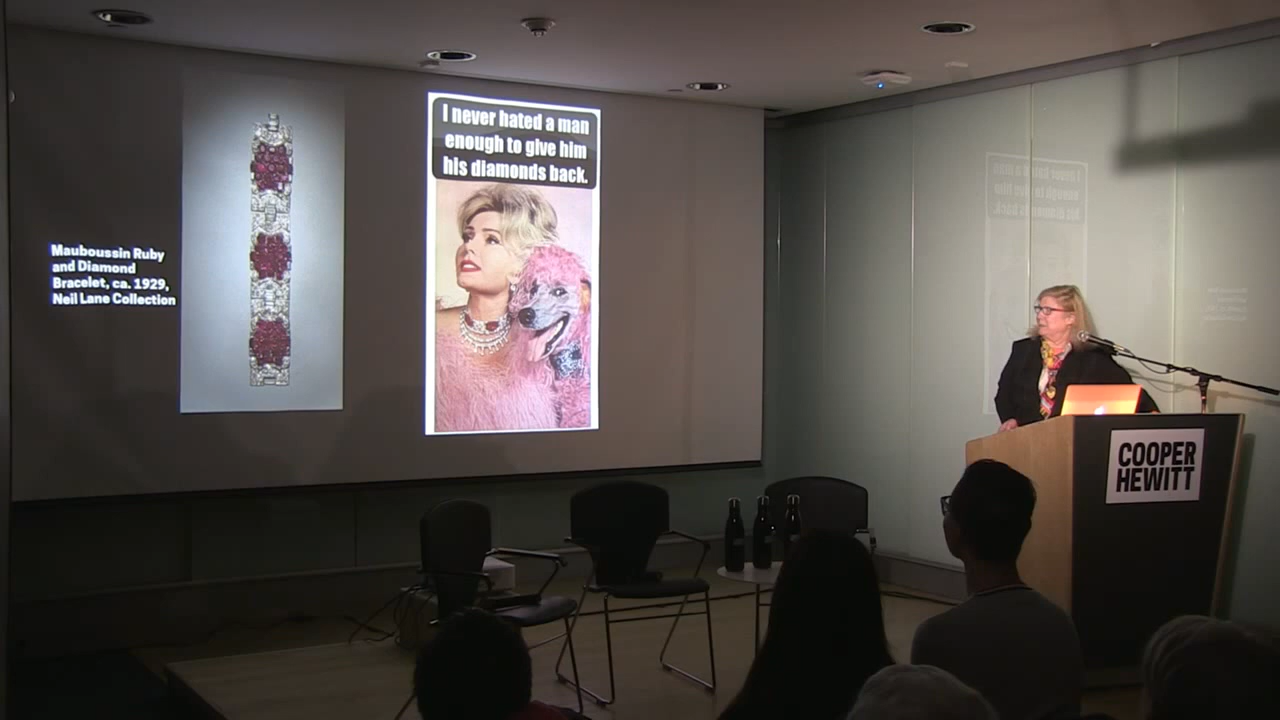 Mauboussin Ruby
and Diamond
Bracelet, ca. 1929,
Neil Lane Collection
I never hated a man
enough to give him
his diamonds back.
COOPER
HEWITT